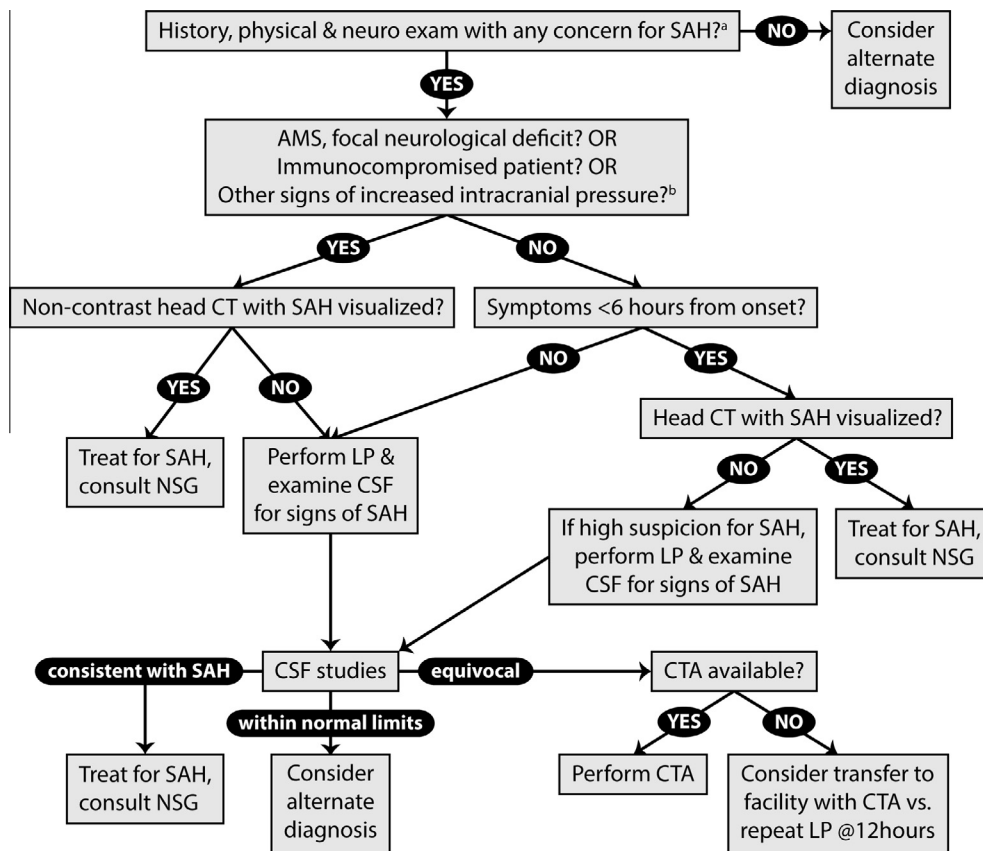 History, physical & neuro exam with any concern for SAH?ᵃ
NO
Consider
alternate
diagnosis
YES
AMS, focal neurological deficit? OR
Immunocompromised patient? OR
Other signs of increased intracranial pressure?ᵇ
YES
NO
Non-contrast head CT with SAH visualized?
Symptoms <6 hours from onset?
YES
NO
NO
YES
Treat for SAH,
consult NSG
Perform LP &
examine CSF
for signs of SAH
Head CT with SAH visualized?
NO
YES
If high suspicion for SAH,
perform LP & examine
CSF for signs of SAH
Treat for SAH,
consult NSG
consistent with SAH
CSF studies
equivocal
CTA available?
within normal limits
YES
NO
Treat for SAH,
consult NSG
Consider
alternate
diagnosis
Perform CTA
Consider transfer to
facility with CTA vs.
repeat LP @12hours